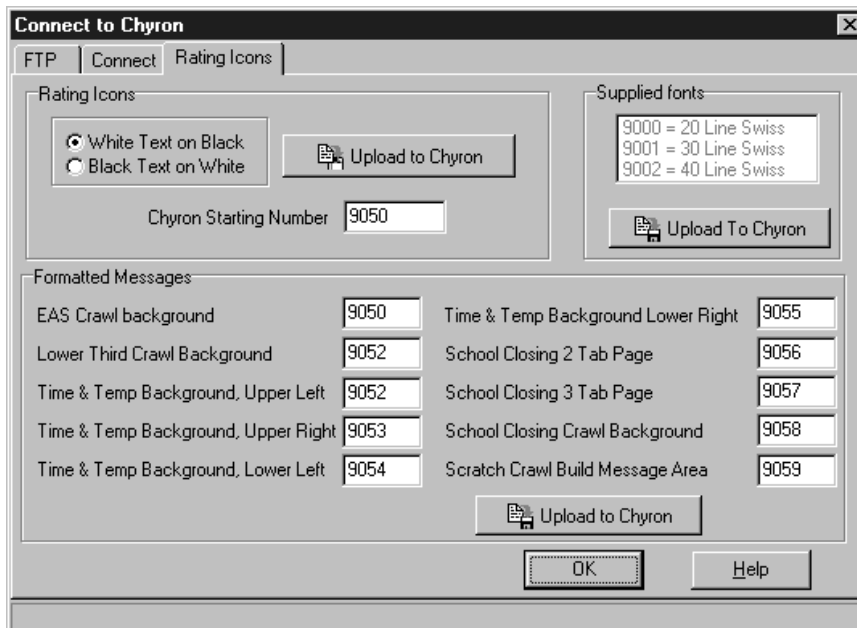 Connect to Chyron
FTP Connect Rating Icons
Rating Icons
White Text on Black
Black Text on White
Upload to Chyron
Chyron Starting Number 9050
Supplied fonts
9000 = 20 Line Swiss
9001 = 30 Line Swiss
9002 = 40 Line Swiss
Upload To Chyron
Formatted Messages
EAS Crawl background 9050
Lower Third Crawl Background 9052
Time & Temp Background, Upper Left 9052
Time & Temp Background, Upper Right 9053
Time & Temp Background, Lower Left 9054
Time & Temp Background Lower Right 9055
School Closing 2 Tab Page 9056
School Closing 3 Tab Page 9057
School Closing Crawl Background 9058
Scratch Crawl Build Message Area 9059
Upload to Chyron
OK Help